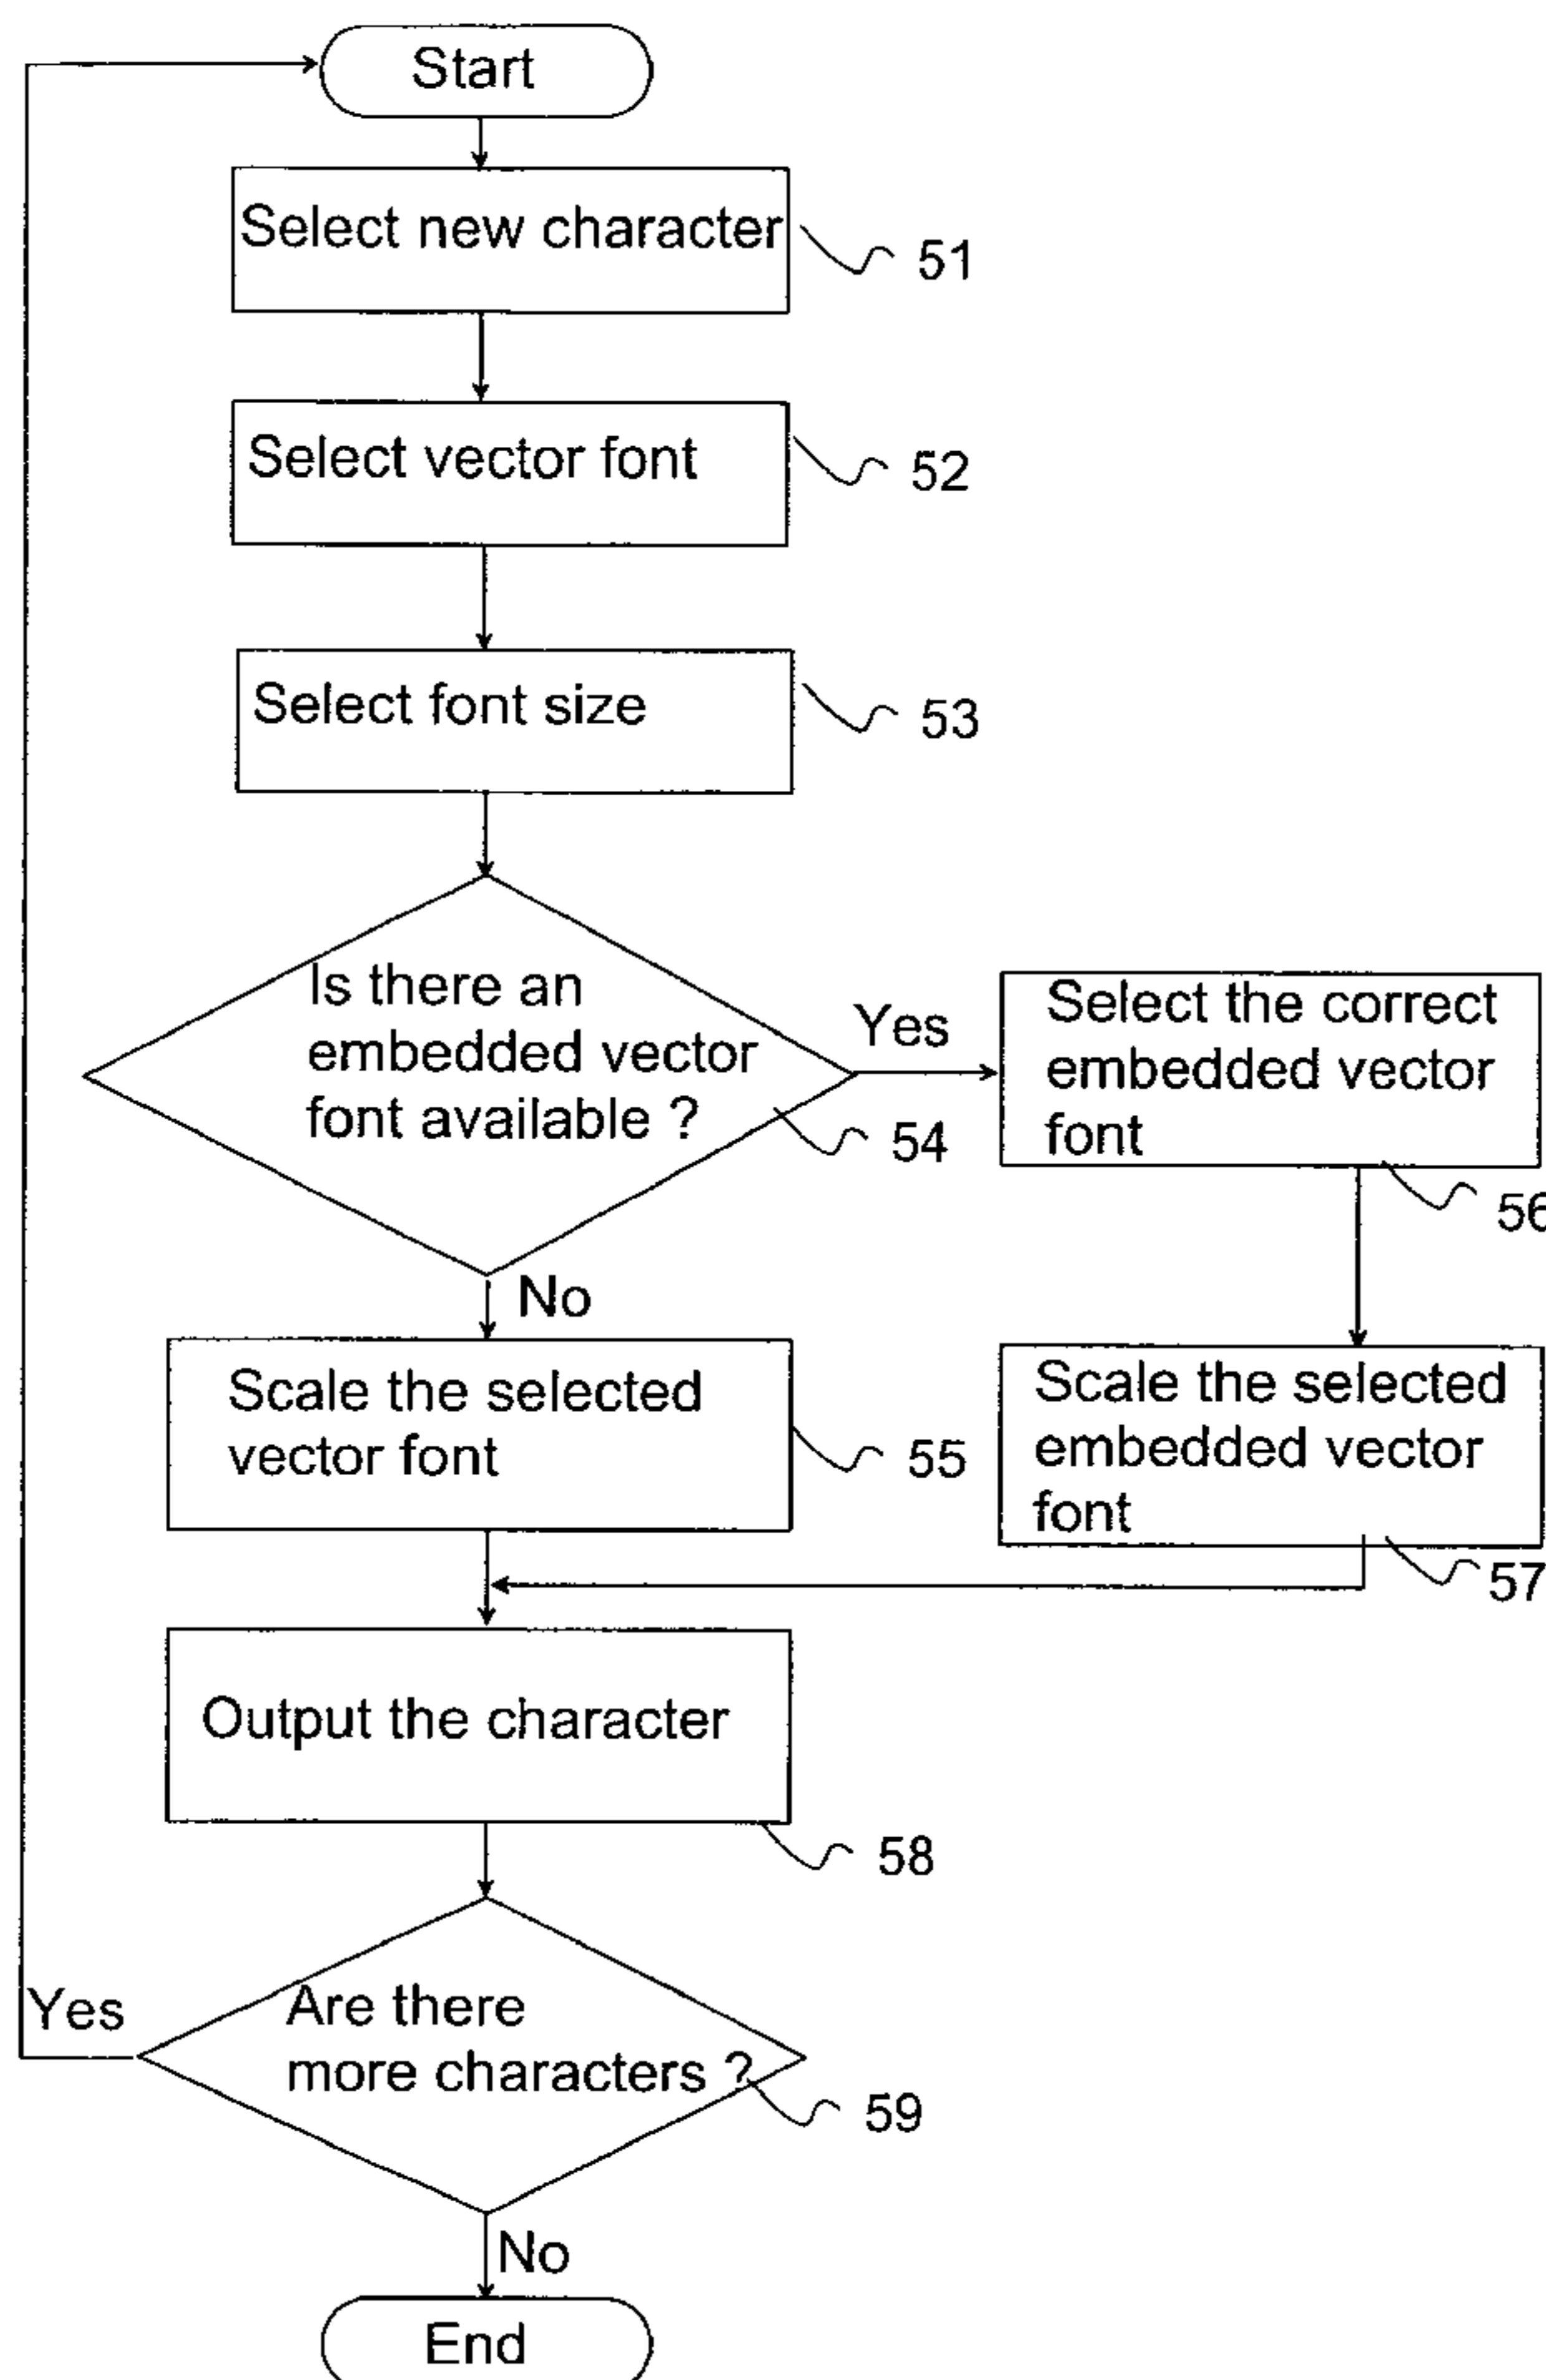 Start
Select new character
51
Select vector font
52
Select font size
53
Is there an
embedded vector
font available ?
54
Yes
Select the correct
embedded vector
font
56
No
Scale the selected
vector font
55
Scale the selected
embedded vector
font
57
Output the character
58
Are there
more characters ?
59
Yes
No
End